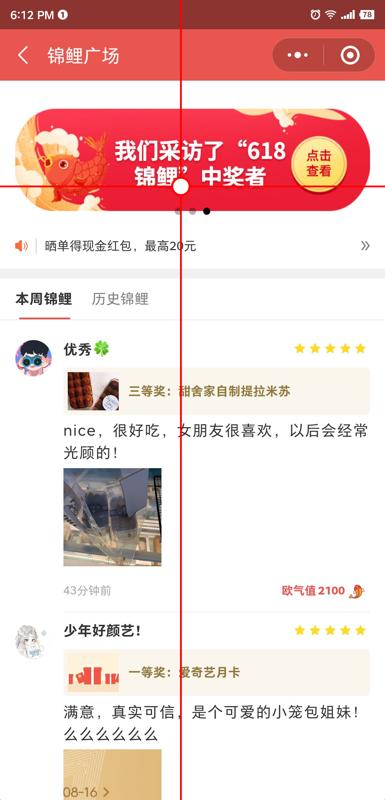 6:12 PM 1
78
锦鲤广场
我们采访了“618
锦鲤”中奖者
点击
查看
晒单得现金红包，最高20元
本周锦鲤 历史锦鲤
优秀🍀
三等奖：甜舍家自制提拉米苏
nice，很好吃，女朋友很喜欢，以后会经常
光顾的！
43分钟前
欧气值2100
少年好颜艺！
一等奖：爱奇艺月卡
满意，真实可信，是个可爱的小笼包姐妹！
么么么么么么
08-16